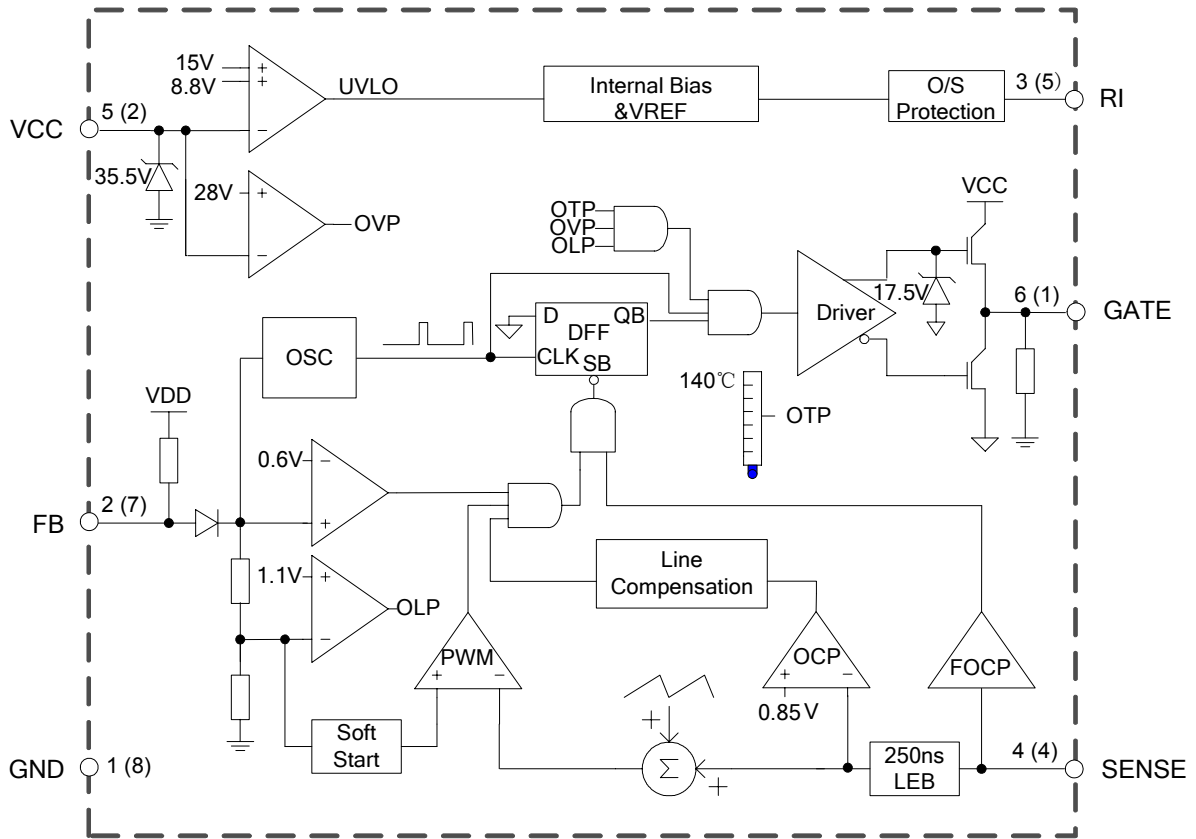 15V
8.8V
UVLO
Internal Bias
&VREF
O/S
Protection
3 (5)
RI
VCC
5 (2)
35.5V
28V
OVP
VCC
OTP
OVP
OLP
17.5V
Driver
6 (1)
GATE
D
QB
DFF
CLK
SB
OSC
140℃
OTP
VDD
0.6V
FB
2 (7)
1.1V
OLP
Line
Compensation
PWM
OCP
0.85V
FOCP
Soft
Start
Σ
250ns
LEB
4 (4)
SENSE
GND
1 (8)